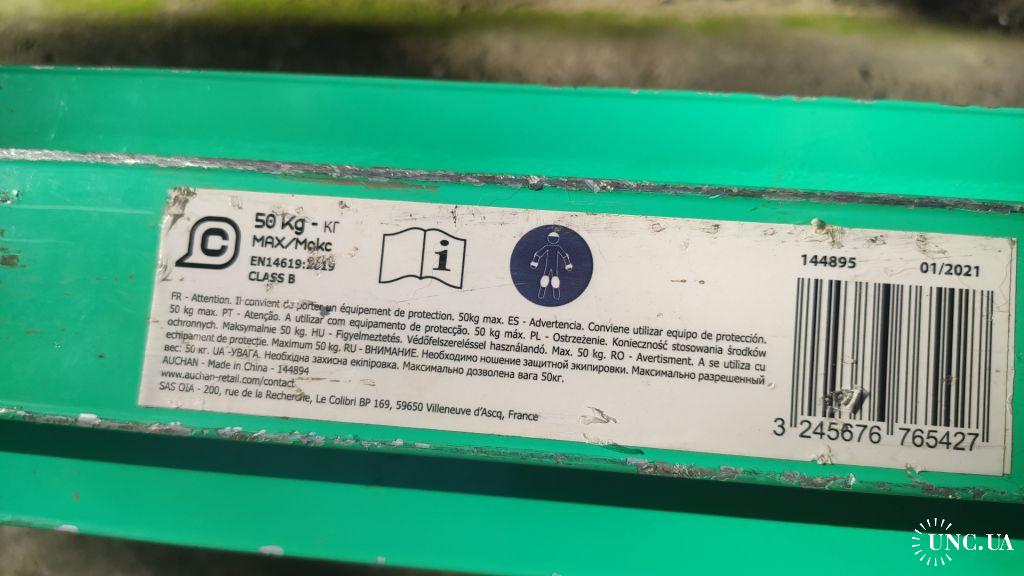 C
50 Kg - кг
MAX/Макс
EN14619:2019
CLASS B
i
144895
01/2021
FR - Attention. Il convient de porter un équipement de protection. 50kg max. ES - Advertencia. Conviene utilizar equipo de protección.
50 kg max. PT - Atenção. A utilizar com equipamento de protecção. 50 kg máx. PL - Ostrzeżenie. Konieczność stosowania środków
ochronnych. Maksymalnie 50 kg. HU - Figyelmeztetés. Védőfelszereléssel használandó. Max. 50 kg. RO - Avertisment. A se utiliza cu
echipament de protecţie. Maximum 50 kg. RU - ВНИМАНИЕ. Необходимо ношение защитной экипировки. Максимально разрешенный
вес: 50 кг. UA -УВАГА. Необхідна захисна екіпіровка. Максимально дозволена вага 50кг.
AUCHAN - Made in China - 144894
www.auchan-retail.com/contact
SAS OIA - 200, rue de la Recherche, Le Colibri BP 169, 59650 Villeneuve d'Ascq, France
3 245676 765427
UNC.UA